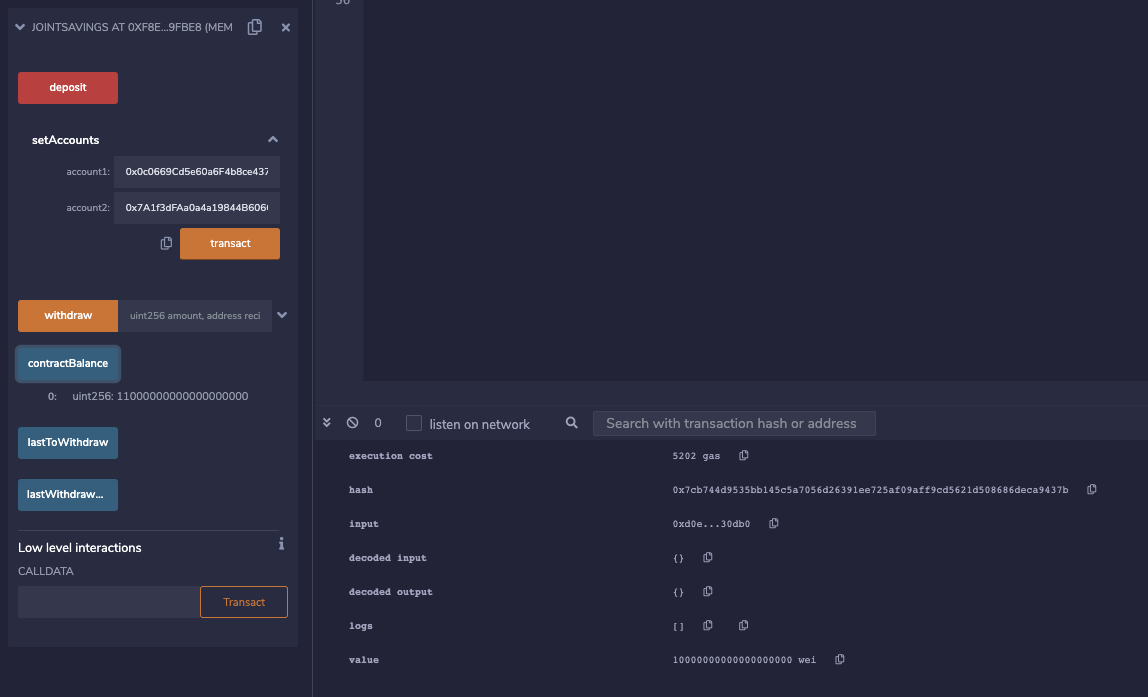 JOINTSAVINGS AT 0XF8E...9FBE8 (MEM
deposit
setAccounts
account1: 0x0c0669Cd5e60a6F4b8ce437
account2: 0x7A1f3dFAa0a4a19844B606
transact
withdraw uint256 amount, address reci
contractBalance
0: uint256: 11000000000000000000
lastToWithdraw
lastWithdraw...
Low level interactions
CALLDATA
Transact
0 listen on network Search with transaction hash or address
execution cost 5202 gas
hash 0x7cb744d9535bb145c5a7056d26391ee725af09aff9cd5621d508686deca9437b
input 0xd0e...30db0
decoded input {}
decoded output {}
logs []
value 10000000000000000000 wei